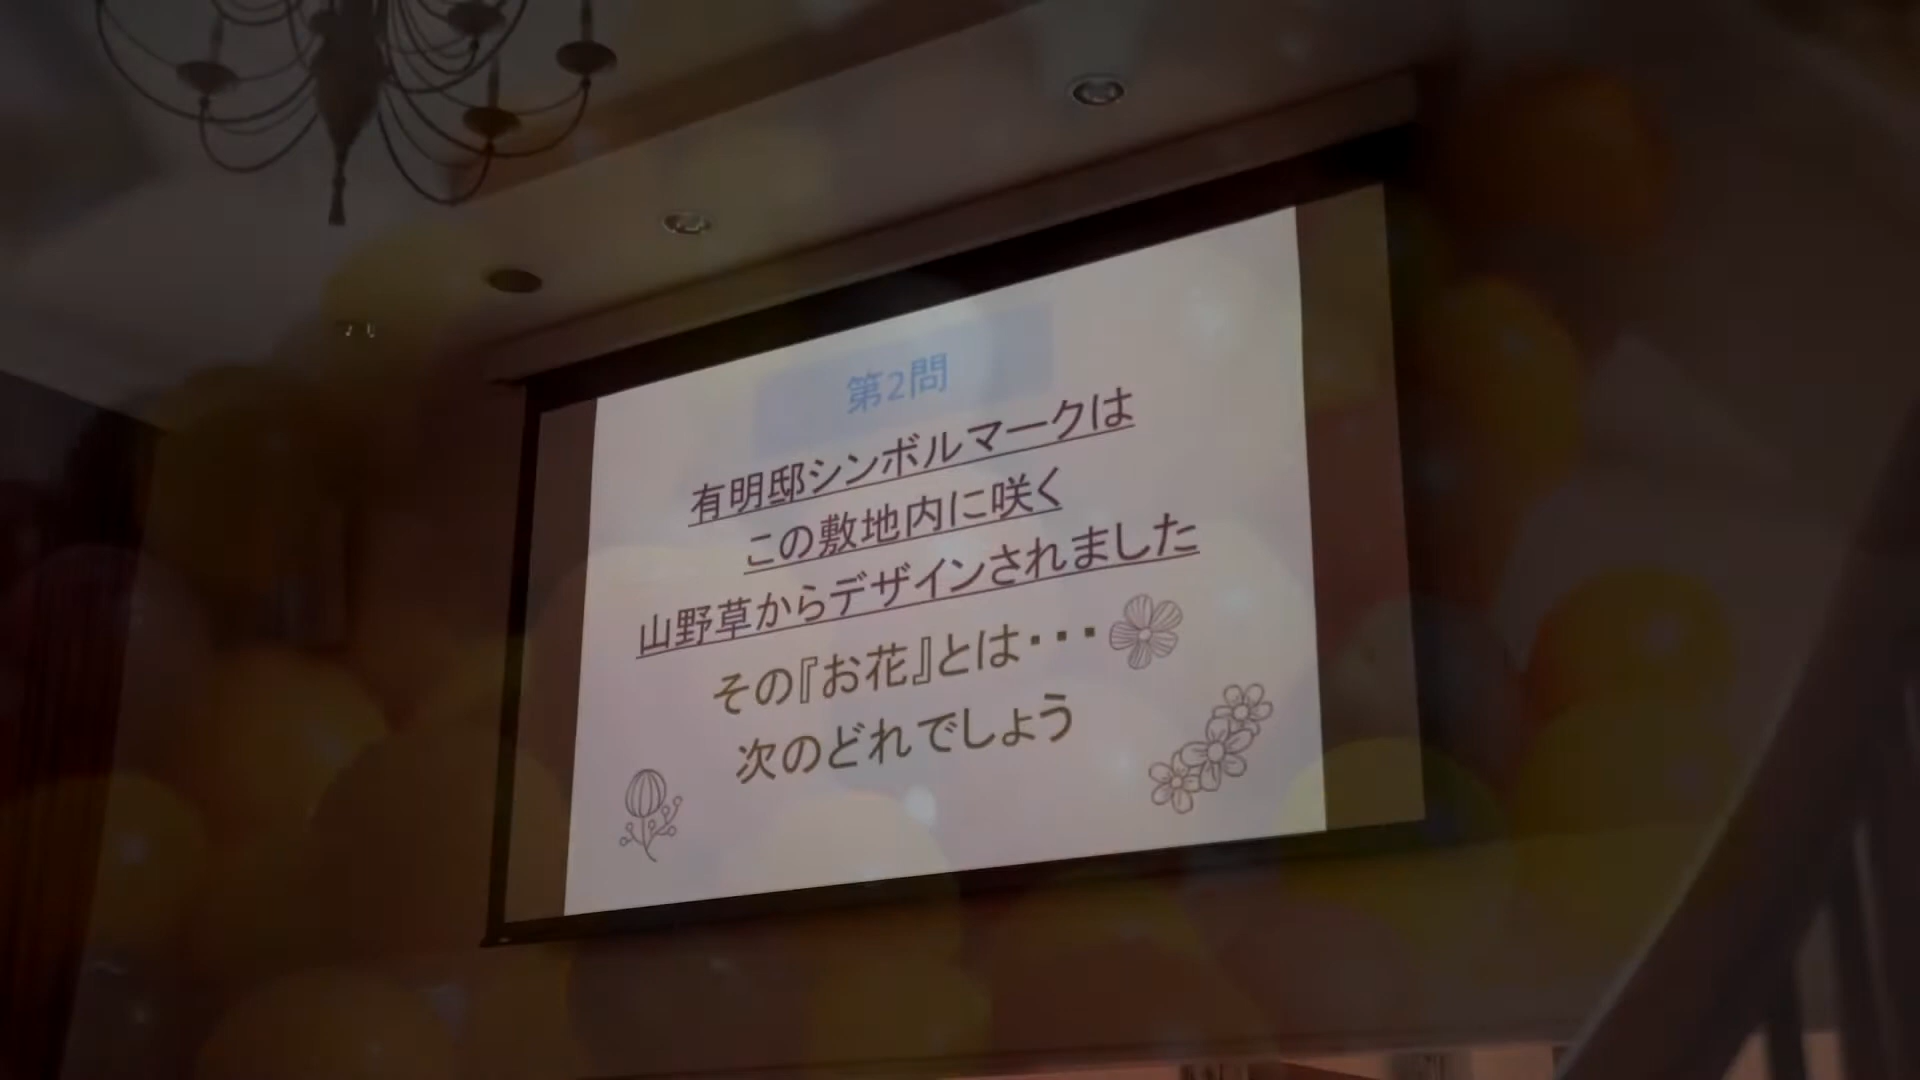 第2問
有明邸シンボルマークは
この敷地内に咲く
山野草からデザインされました
その『お花』とは・・・
次のどれでしょう